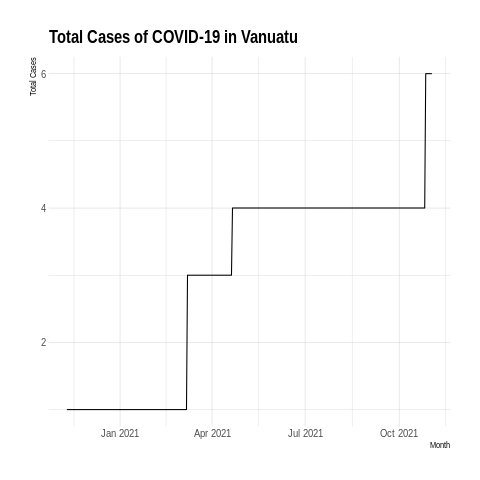 Total Cases of COVID-19 in Vanuatu
Total Cases
6
4
2
Jan 2021
Apr 2021
Jul 2021
Oct 2021
Month